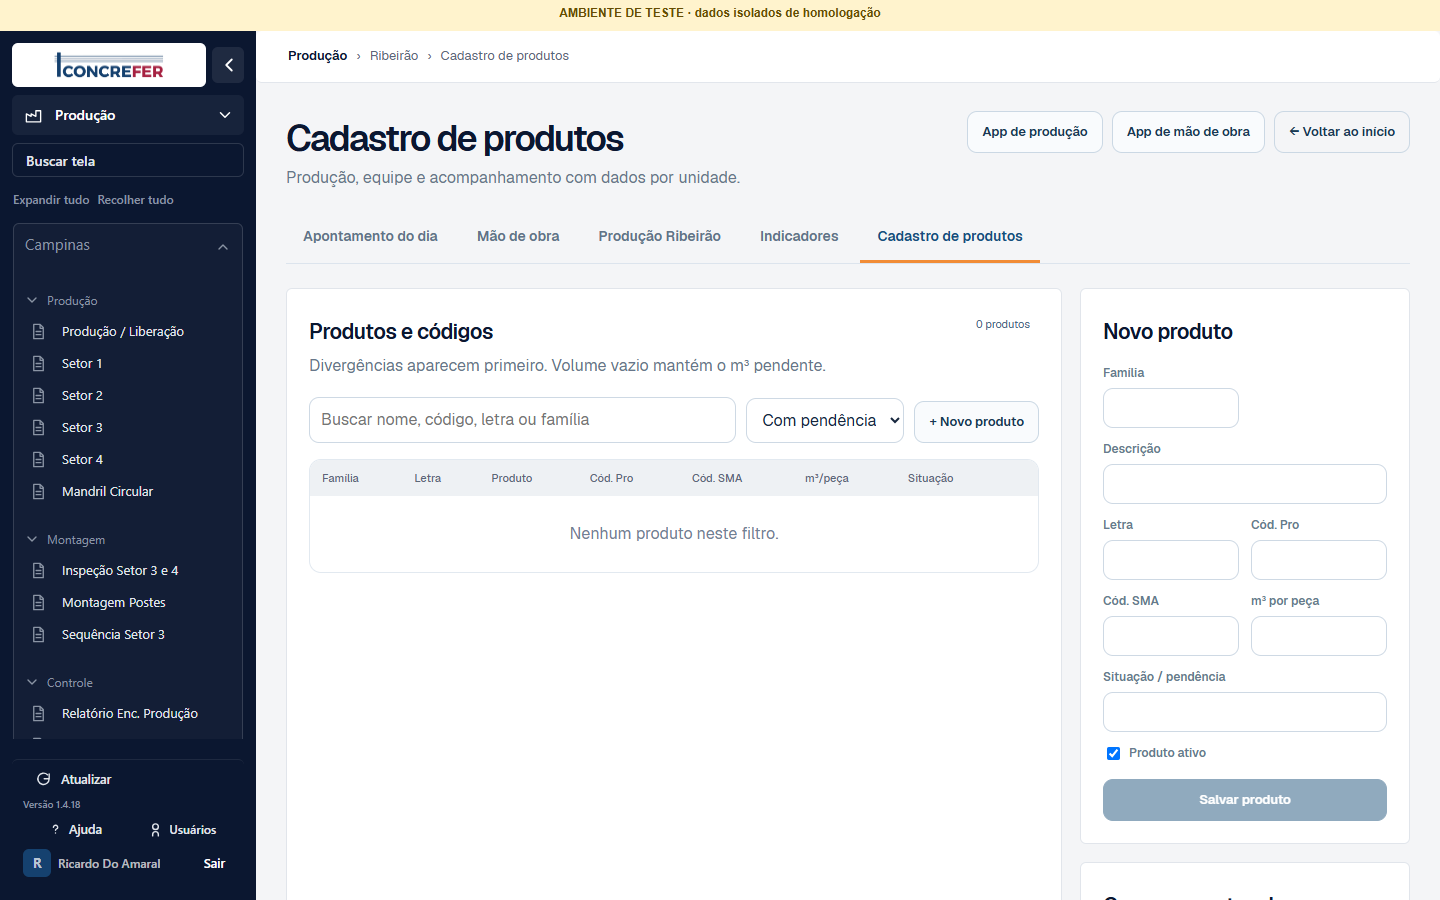 AMBIENTE DE TESTE · dados isolados de homologação
CONCREFER
Produção
Buscar tela
Expandir tudo Recolher tudo
Campinas
Produção
Produção / Liberação
Setor 1
Setor 2
Setor 3
Setor 4
Mandril Circular
Montagem
Inspeção Setor 3 e 4
Montagem Postes
Sequência Setor 3
Controle
Relatório Enc. Produção
Atualizar
Versão 1.4.18
? Ajuda
Usuários
R Ricardo Do Amaral
Sair
Produção › Ribeirão › Cadastro de produtos
Cadastro de produtos
Produção, equipe e acompanhamento com dados por unidade.
App de produção
App de mão de obra
← Voltar ao início
Apontamento do dia
Mão de obra
Produção Ribeirão
Indicadores
Cadastro de produtos
Produtos e códigos
0 produtos
Divergências aparecem primeiro. Volume vazio mantém o m³ pendente.
Buscar nome, código, letra ou família
Com pendência
+ Novo produto
Família Letra Produto Cód. Pro Cód. SMA m³/peça Situação
Nenhum produto neste filtro.
Novo produto
Família
Descrição
Letra Cód. Pro
Cód. SMA m³ por peça
Situação / pendência
Produto ativo
Salvar produto